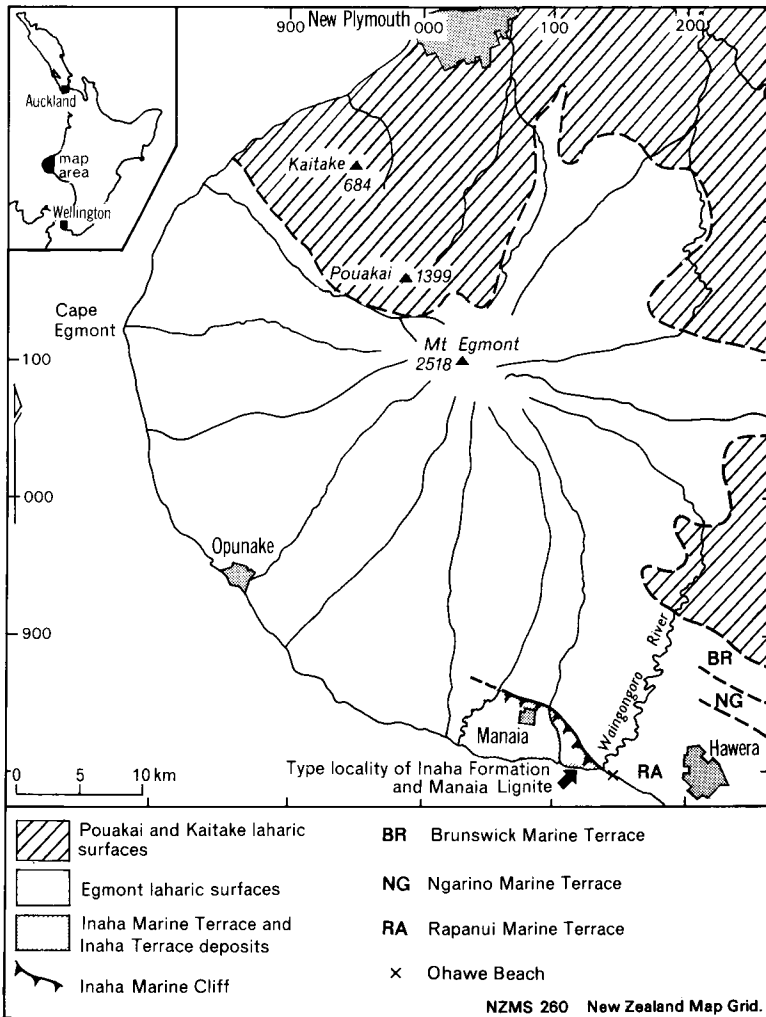 900
New Plymouth
000
100
200
Auckland
map
area
Wellington
Kaitake
684
Pouakai
1399
Cape
Egmont
Mt Egmont
2518
100
000
Opunake
900
Waingongoro River
BR
NG
Manaia
Hawera
0 5 10 km
Type locality of Inaha Formation
and Manaia Lignite
RA
000
100
200
Pouakai and Kaitake laharic
surfaces
Egmont laharic surfaces
Inaha Marine Terrace and
Inaha Terrace deposits
Inaha Marine Cliff
BR Brunswick Marine Terrace
NG Ngarino Marine Terrace
RA Rapanui Marine Terrace
× Ohawe Beach
NZMS 260 New Zealand Map Grid.